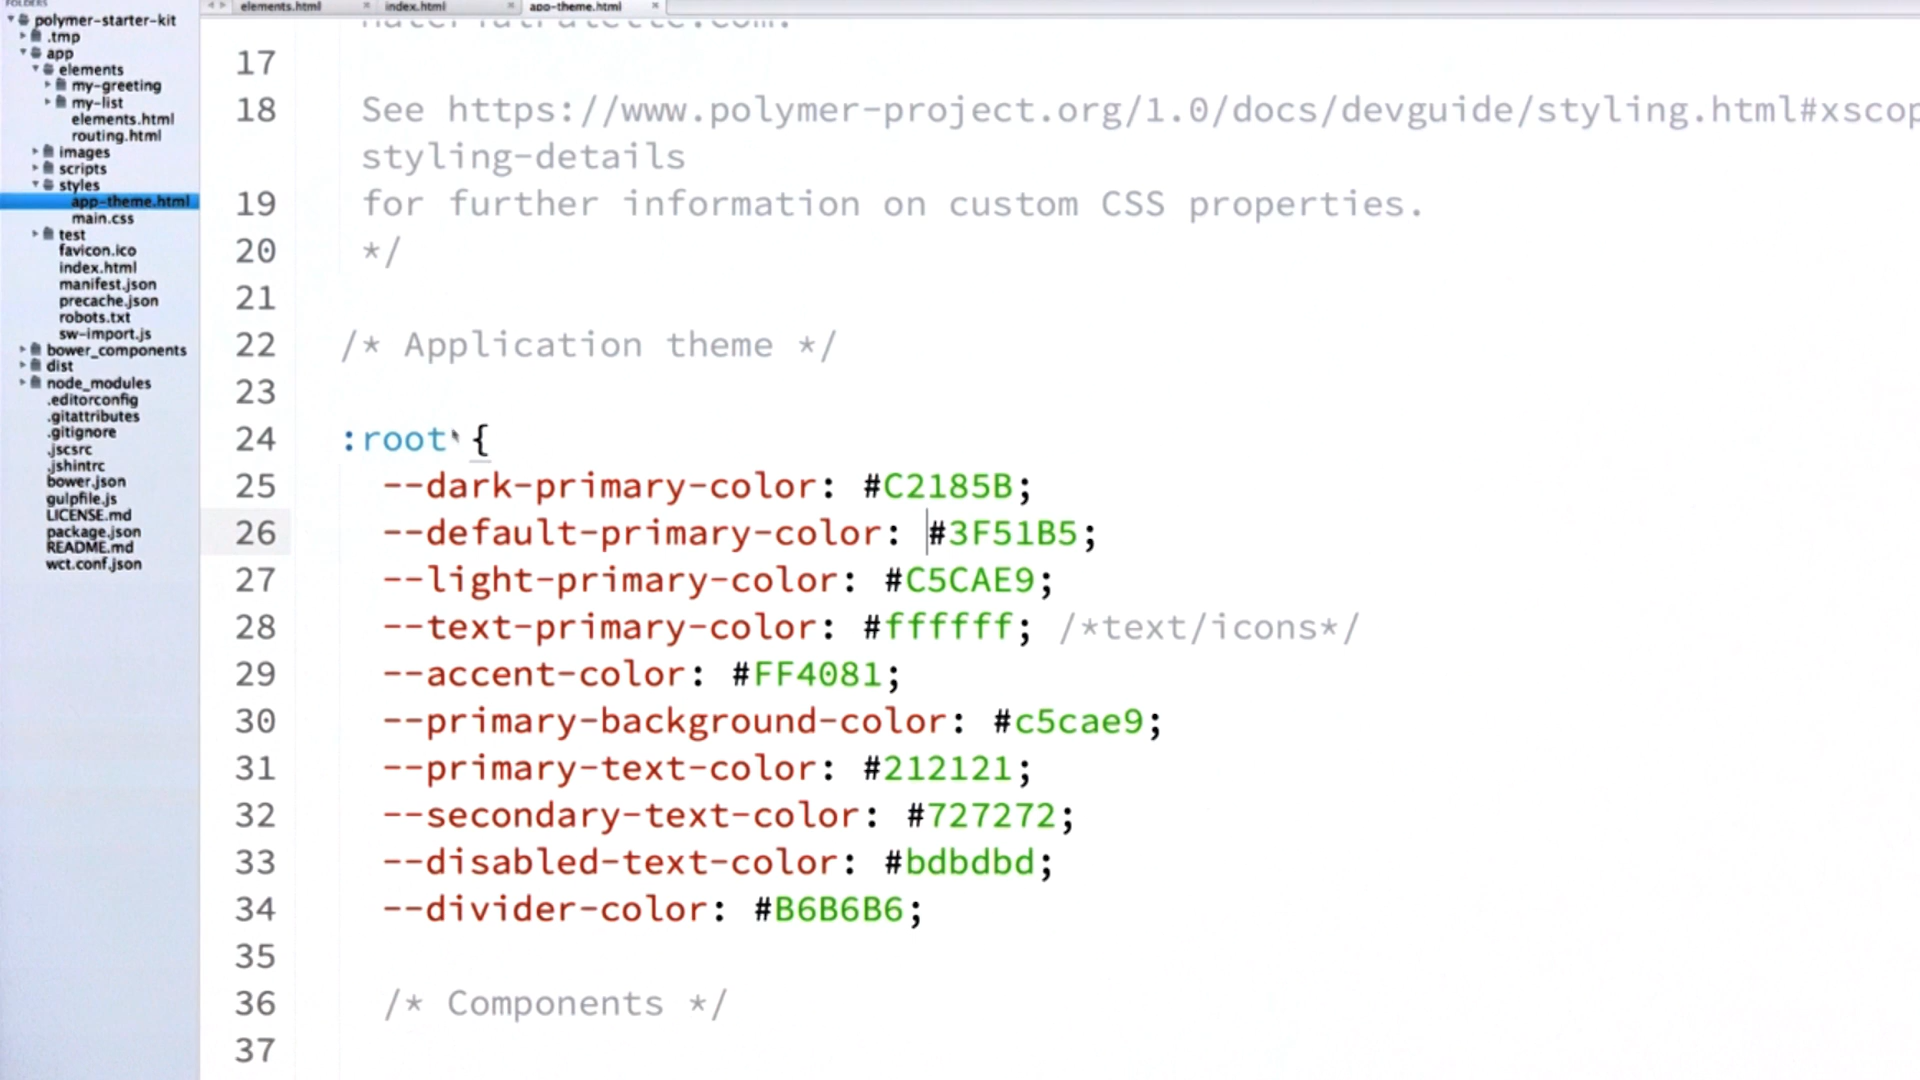 FOLDERS
polymer-starter-kit
.tmp
app
elements
my-greeting
my-list
elements.html
routing.html
images
scripts
styles
app-theme.html
main.css
test
favicon.ico
index.html
manifest.json
precache.json
robots.txt
sw-import.js
bower_components
dist
node_modules
.editorconfig
.gitattributes
.gitignore
.jscsrc
.jshintrc
bower.json
gulpfile.js
LICENSE.md
package.json
README.md
wct.conf.json
elements.html index.html app-theme.html
17
18 See https://www.polymer-project.org/1.0/docs/devguide/styling.html#xscop
styling-details
19 for further information on custom CSS properties.
20 */
21
22 /* Application theme */
23
24 :root {
25 --dark-primary-color: #C2185B;
26 --default-primary-color: #3F51B5;
27 --light-primary-color: #C5CAE9;
28 --text-primary-color: #ffffff; /*text/icons*/
29 --accent-color: #FF4081;
30 --primary-background-color: #c5cae9;
31 --primary-text-color: #212121;
32 --secondary-text-color: #727272;
33 --disabled-text-color: #bdbdbd;
34 --divider-color: #B6B6B6;
35
36 /* Components */
37